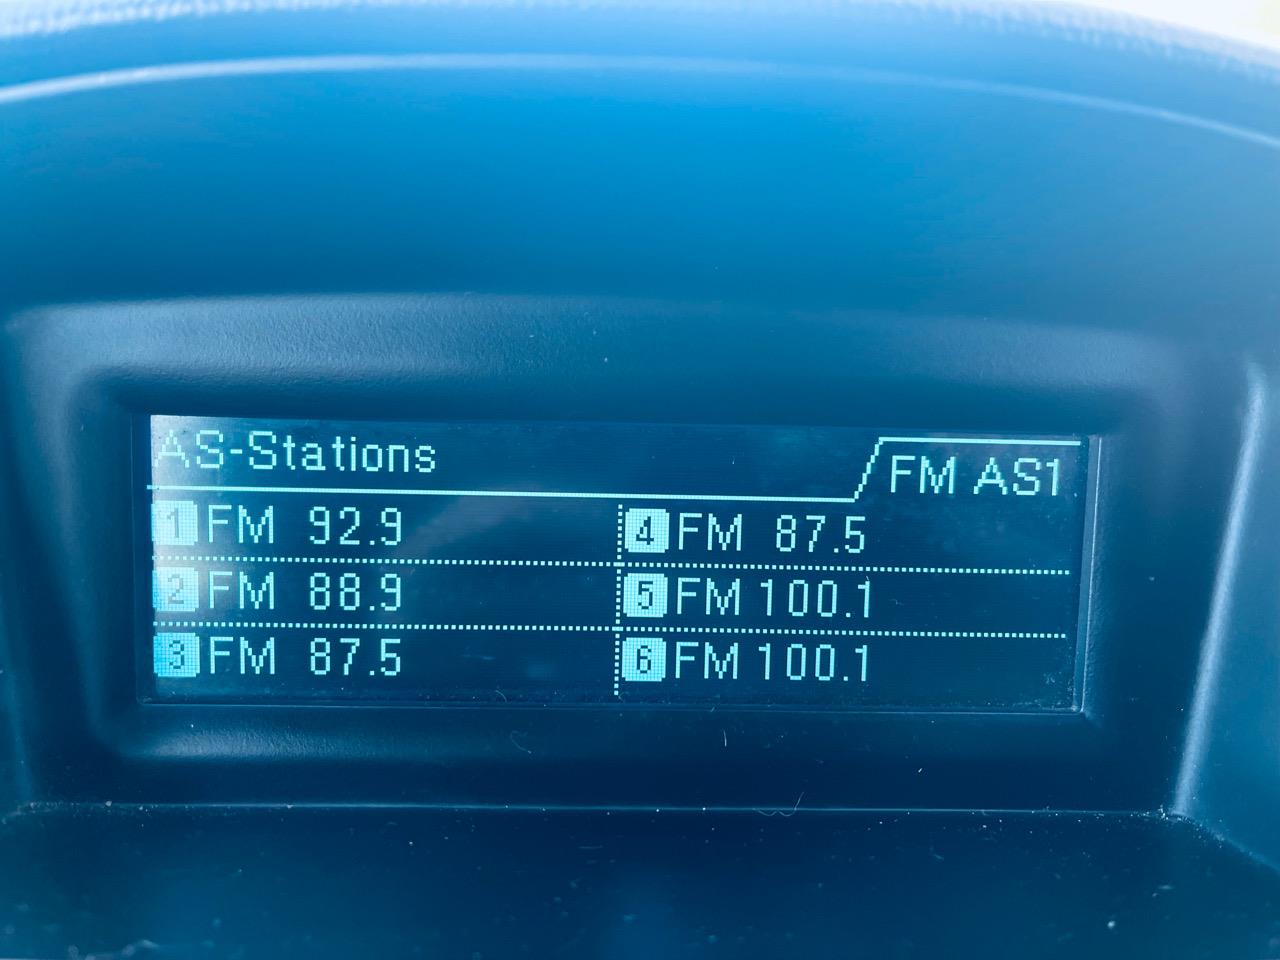 AS-Stations
FM AS1
1 FM 92.9
2 FM 88.9
3 FM 87.5
4 FM 87.5
5 FM 100.1
6 FM 100.1